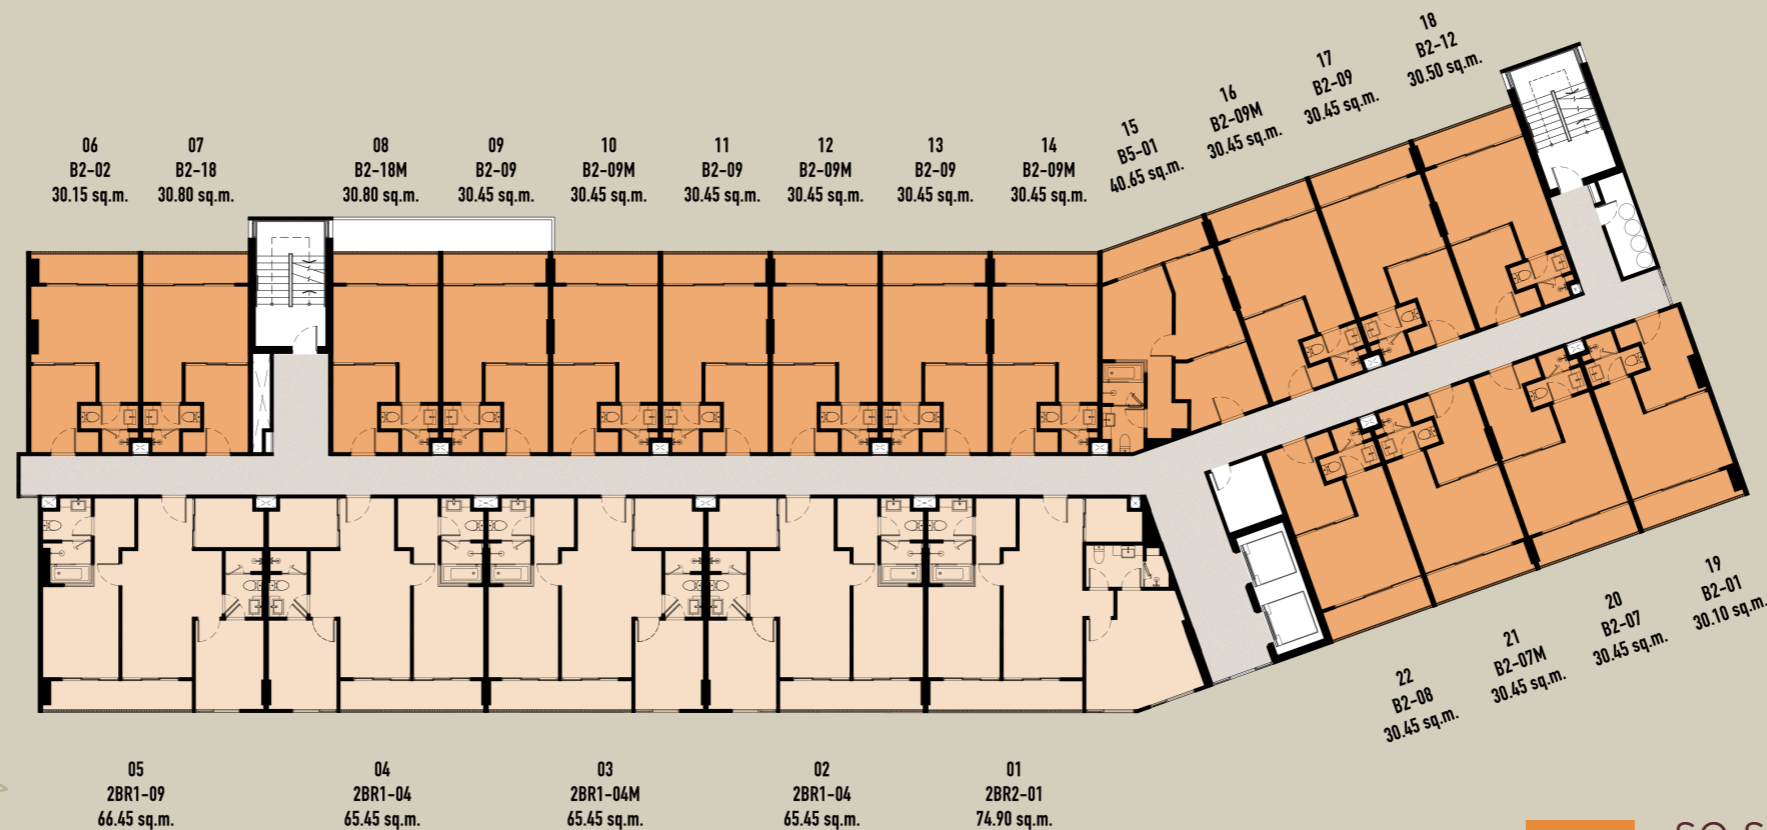 18
B2-12
30.50 sq.m.
17
B2-09
30.45 sq.m.
16
B2-09M
30.45 sq.m.
15
B5-01
40.65 sq.m.
06
B2-02
30.15 sq.m.
07
B2-18
30.80 sq.m.
08
B2-18M
30.80 sq.m.
09
B2-09
30.45 sq.m.
10
B2-09M
30.45 sq.m.
11
B2-09
30.45 sq.m.
12
B2-09M
30.45 sq.m.
13
B2-09
30.45 sq.m.
14
B2-09M
30.45 sq.m.
19
B2-01
30.10 sq.m.
20
B2-07
30.45 sq.m.
21
B2-07M
30.45 sq.m.
22
B2-08
30.45 sq.m.
05
2BR1-09
66.45 sq.m.
04
2BR1-04
65.45 sq.m.
03
2BR1-04M
65.45 sq.m.
02
2BR1-04
65.45 sq.m.
01
2BR2-01
74.90 sq.m.